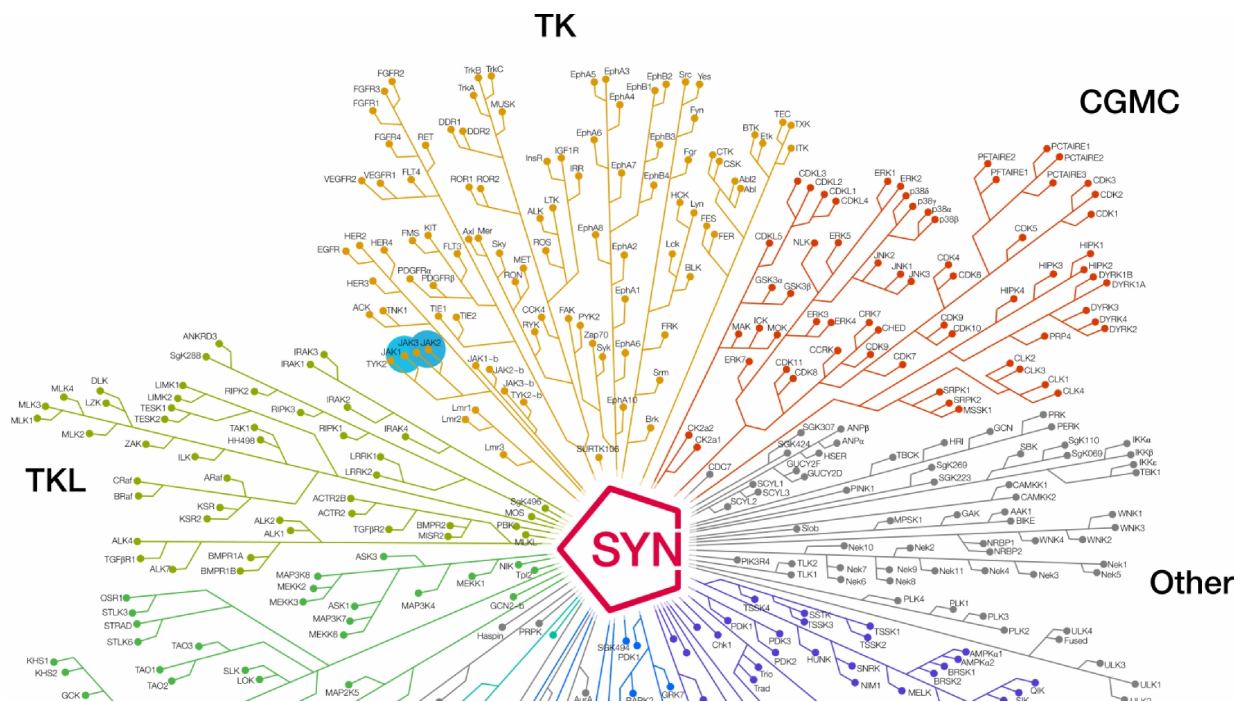 TK
CGMC
TKL
Other
SYN
FGFR2
FGFR3
FGFR1
FGFR4
RET
VEGFR2
VEGFR1
FLT4
TrkB
TrkC
TrkA
MUSK
DDR1
DDR2
ROR1
ROR2
InsR
IGF1R
IRR
LTK
ALK
ROS
EphA5
EphA3
EphA4
EphA6
EphA7
EphA8
EphA2
EphA1
EphA6
EphA10
EphB1
EphB2
EphB3
EphB4
Src
Yes
Fyn
Fgr
HCK
Lyn
Lck
BLK
FRK
Srm
Brk
CTK
CSK
Abl2
Abl
FES
FER
BTK
Etk
TEC
TXK
ITK
HER2
EGFR
HER4
HER3
FMS
KIT
FLT3
PDGFRα
PDGFRβ
Axl
Mer
Sky
MET
RON
ACK
TNK1
TIE1
TIE2
CCK4
RYK
FAK
PYK2
Zap70
Syk
JAK1
JAK3
JAK2
TYK2
JAK1~b
JAK2~b
JAK3~b
TYK2~b
Lmr1
Lmr2
Lmr3
SURTK106
CDKL3
CDKL2
CDKL1
CDKL4
CDKL5
ERK1
ERK2
p38δ
p38γ
p38α
p38β
NLK
ERK5
JNK2
JNK1
JNK3
GSK3α
GSK3β
MAK
ICK
MOK
ERK3
ERK4
ERK7
CRK7
CHED
CCRK
CDK9
CDK7
CDK11
CDK8
CDK4
CDK6
CDK9
CDK10
CDK5
PFTAIRE2
PFTAIRE1
PCTAIRE1
PCTAIRE2
PCTAIRE3
CDK3
CDK2
CDK1
HIPK1
HIPK2
HIPK3
HIPK4
DYRK1B
DYRK1A
DYRK3
DYRK4
DYRK2
PRP4
CLK2
CLK3
CLK1
CLK4
SRPK1
SRPK2
MSSK1
CK2a2
CK2a1
CDC7
ANKRD3
SgK288
IRAK3
IRAK1
IRAK2
IRAK4
RIPK2
RIPK3
RIPK1
DLK
LZK
MLK4
MLK3
MLK1
MLK2
LIMK1
LIMK2
TESK1
TESK2
TAK1
HH498
ZAK
ILK
LRRK1
LRRK2
CRaf
BRaf
ARaf
KSR
KSR2
ACTR2B
ACTR2
TGFβR2
BMPR2
MISR2
ALK2
ALK1
ALK4
TGFβR1
ALK7
BMPR1A
BMPR1B
SgK496
MOS
PBK
MLKL
SGK307
SGK424
ANPβ
ANPα
HSER
GUCY2F
GUCY2D
SCYL1
SCYL3
SCYL2
TBCK
PINK1
HRI
GCN
PRK
PERK
SBK
SgK110
SgK069
SgK269
SGK223
IKKα
IKKβ
IKKε
TBK1
CAMKK1
CAMKK2
Slob
MPSK1
GAK
AAK1
BIKE
WNK1
WNK3
WNK4
WNK2
NRBP1
NRBP2
PIK3R4
TLK2
TLK1
Nek10
Nek2
Nek7
Nek6
Nek9
Nek8
Nek11
Nek4
Nek3
Nek1
Nek5
PLK4
PLK1
PLK3
PLK2
ULK4
Fused
ULK3
ULK1
ASK3
MAP3K8
MEKK2
MEKK3
ASK1
MAP3K7
MEKK6
MAP3K4
MEKK1
NIK
Tpl2
GCN2~b
PRPK
Haspin
OSR1
STLK3
STRAD
STLK6
TAO3
TAO1
TAO2
SLK
LOK
MAP2K5
KHS1
KHS2
GCK
SGK494
PDK1
GRK7
AurA
PDK1
Chk1
PDK3
PDK2
Trio
Trad
TSSK4
SSTK
TSSK3
TSSK1
TSSK2
HUNK
SNRK
NIM1
MELK
AMPKα1
AMPKα2
BRSK1
BRSK2
QIK